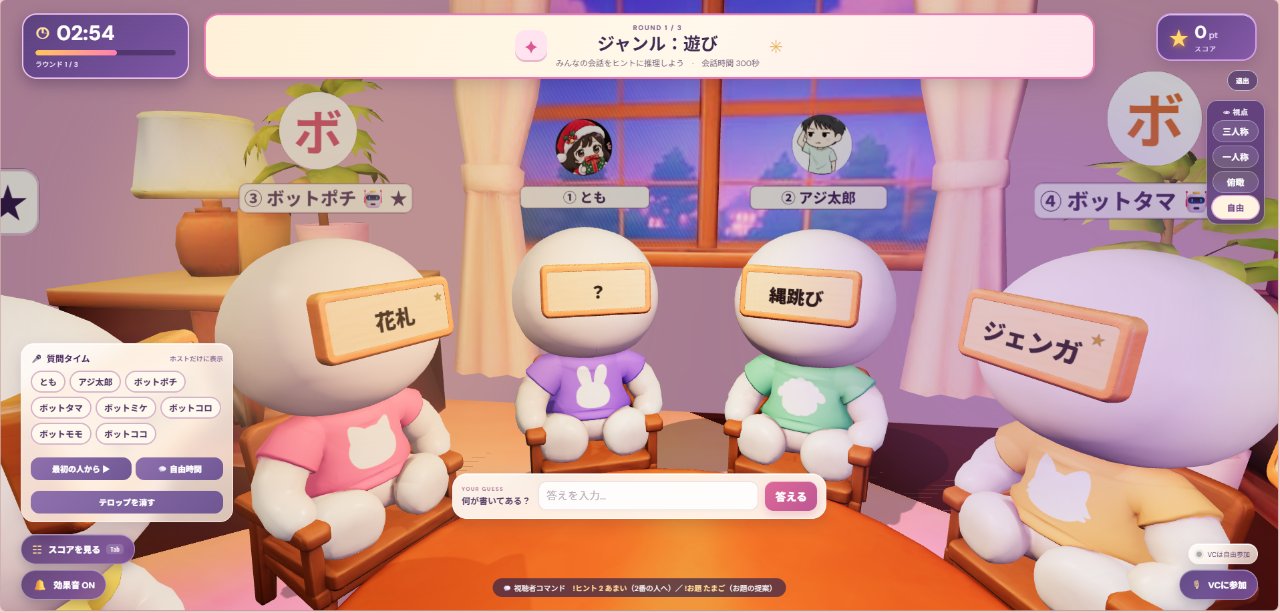 02:54
ラウンド 1 / 3
ROUND 1 / 3
ジャンル：遊び
みんなの会話をヒントに推理しよう ・ 会話時間 300秒
0 pt
スコア
退出
視点
三人称
一人称
俯瞰
自由
ボ
③ ボットポチ ★
① とも
② アジ太郎
ボ
④ ボットタマ
★
花札
?
縄跳び
ジェンガ
質問タイム
ホストだけに表示
とも
アジ太郎
ボットポチ
ボットタマ
ボットミケ
ボットコロ
ボットモモ
ボットココ
最初の人から ▶
自由時間
テロップを消す
YOUR GUESS
何が書いてある？
答えを入力…
答える
スコアを見る Tab
効果音 ON
視聴者コマンド !ヒント 2 あまい（2番の人へ）／ !お題 たまご（お題の提案）
VCは自由参加
VCに参加